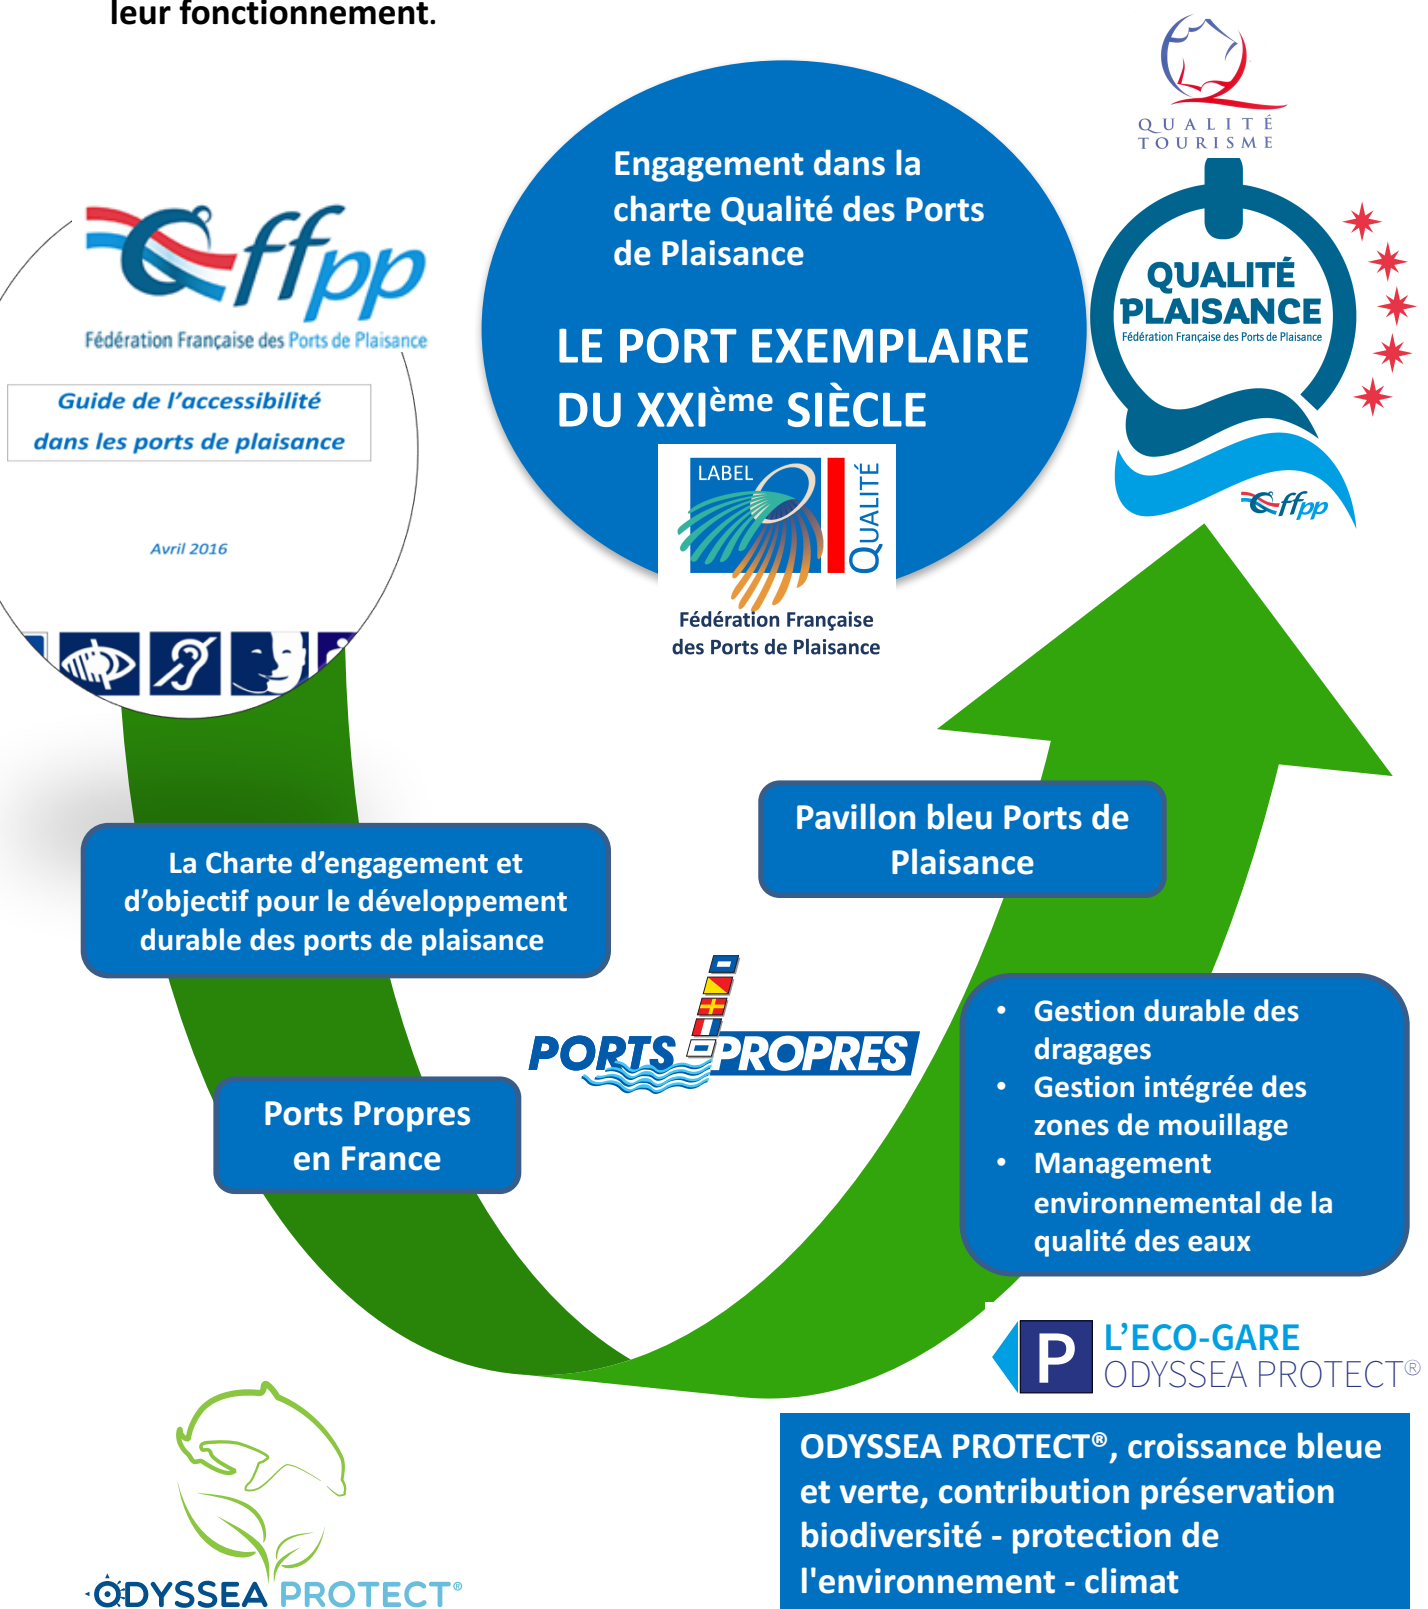 leur fonctionnement.
QUALITÉ
TOURISME
Engagement dans la
charte Qualité des Ports
de Plaisance
LE PORT EXEMPLAIRE
DU XXIème SIÈCLE
LABEL
QUALITÉ
Fédération Française
des Ports de Plaisance
ffpp
Fédération Française des Ports de Plaisance
Guide de l’accessibilité
dans les ports de plaisance
Avril 2016
QUALITÉ
PLAISANCE
Fédération Française des Ports de Plaisance
ffpp
La Charte d’engagement et
d’objectif pour le développement
durable des ports de plaisance
Pavillon bleu Ports de
Plaisance
PORTS PROPRES
Ports Propres
en France
• Gestion durable des
dragages
• Gestion intégrée des
zones de mouillage
• Management
environnemental de la
qualité des eaux
P
L’ECO-GARE
ODYSSEA PROTECT®
ODYSSEA PROTECT®, croissance bleue
et verte, contribution préservation
biodiversité - protection de
l'environnement - climat
ODYSSEA PROTECT®